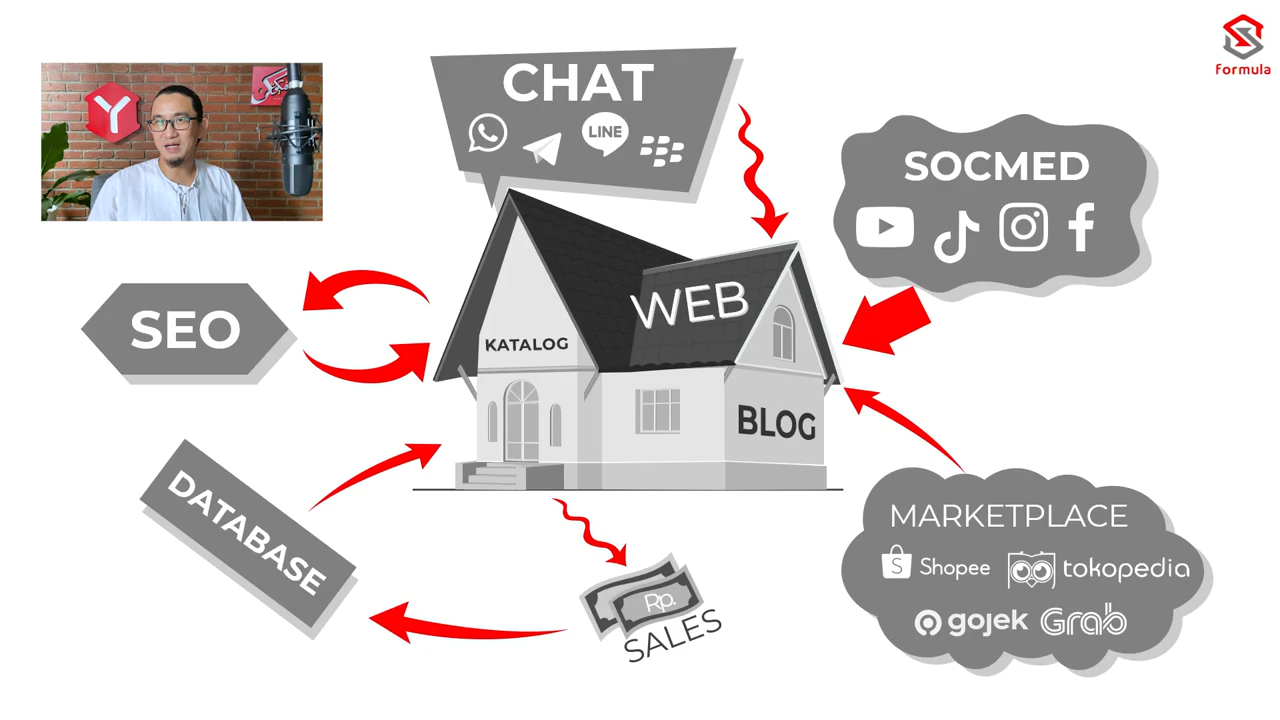 formula
CHAT
LINE
SOCMED
SEO
WEB
KATALOG
BLOG
DATABASE
MARKETPLACE
S Shopee tokopedia
gojek Grab
Rp.
SALES